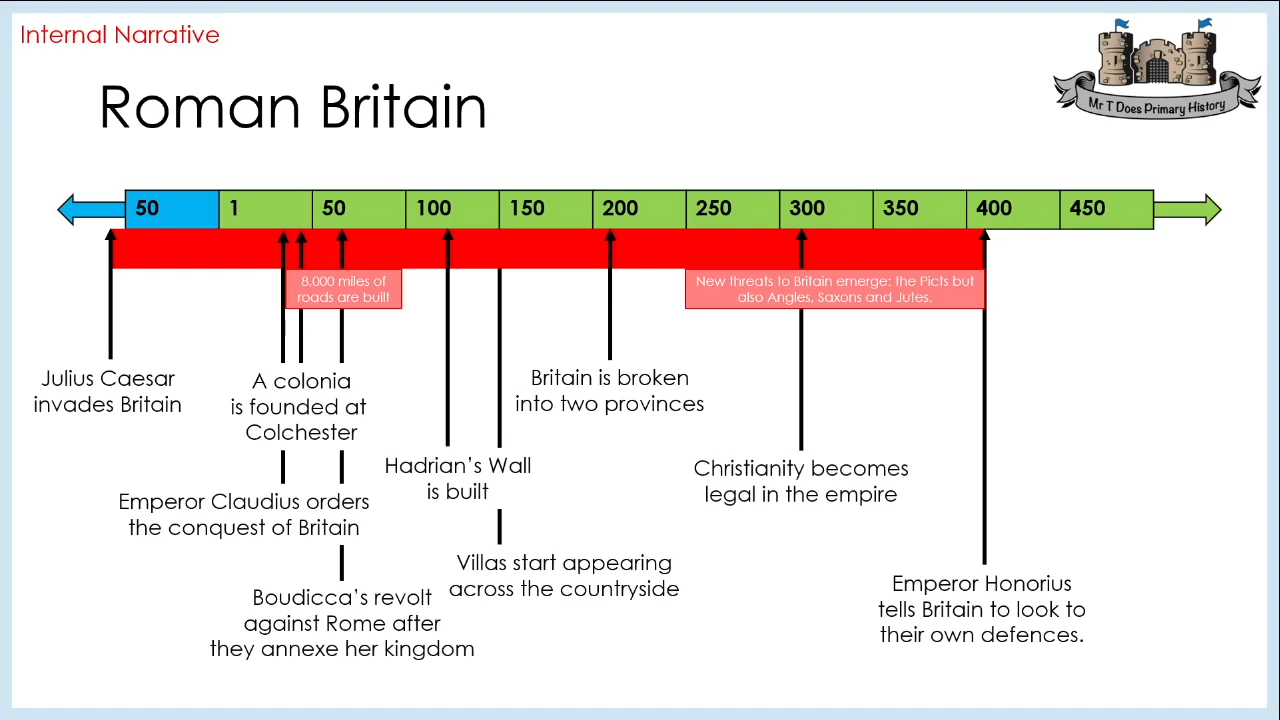 Internal Narrative
Mr T Does Primary History
Roman Britain
50 1 50 100 150 200 250 300 350 400 450
8,000 miles of
roads are built
New threats to Britain emerge: the Picts but
also Angles, Saxons and Jutes.
Julius Caesar
invades Britain
A colonia
is founded at
Colchester
Emperor Claudius orders
the conquest of Britain
Boudicca's revolt
against Rome after
they annexe her kingdom
Hadrian's Wall
is built
Villas start appearing
across the countryside
Britain is broken
into two provinces
Christianity becomes
legal in the empire
Emperor Honorius
tells Britain to look to
their own defences.